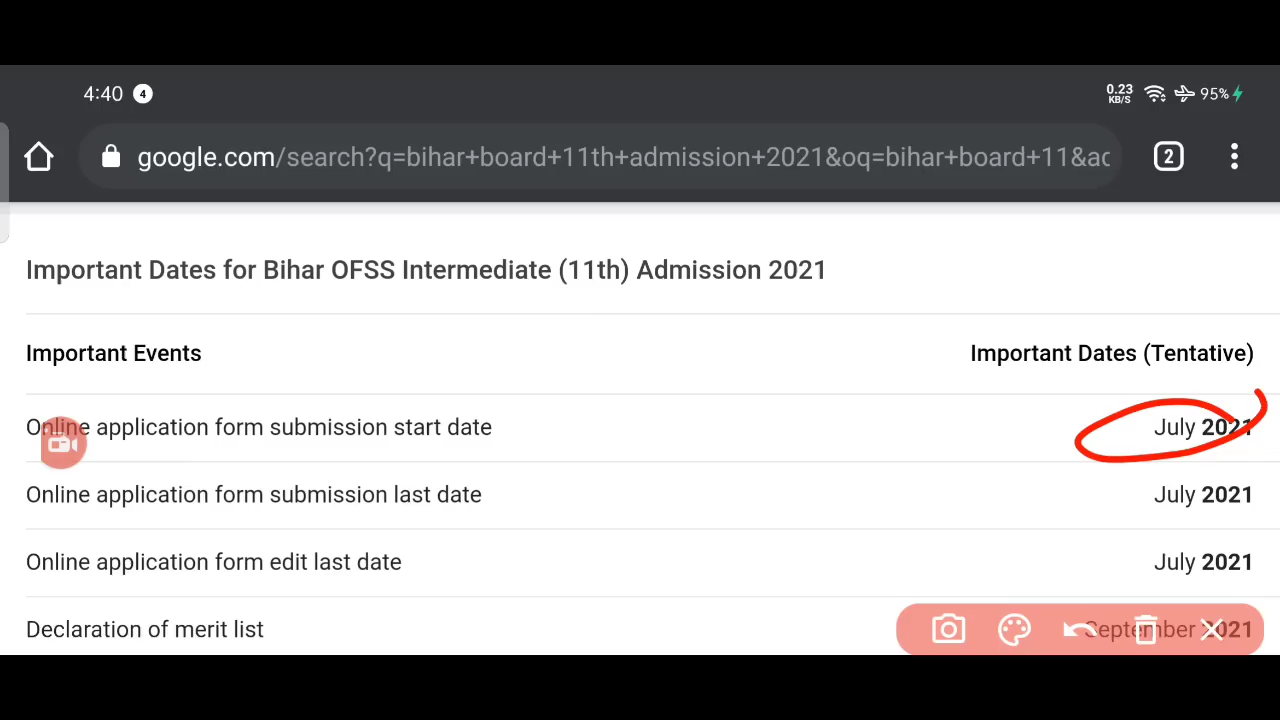 4:40 4 0.23 KB/S 95%
google.com/search?q=bihar+board+11th+admission+2021&oq=bihar+board+11&ac
2
Important Dates for Bihar OFSS Intermediate (11th) Admission 2021
Important Events Important Dates (Tentative)
Online application form submission start date July 2021
Online application form submission last date July 2021
Online application form edit last date July 2021
Declaration of merit list September 2021